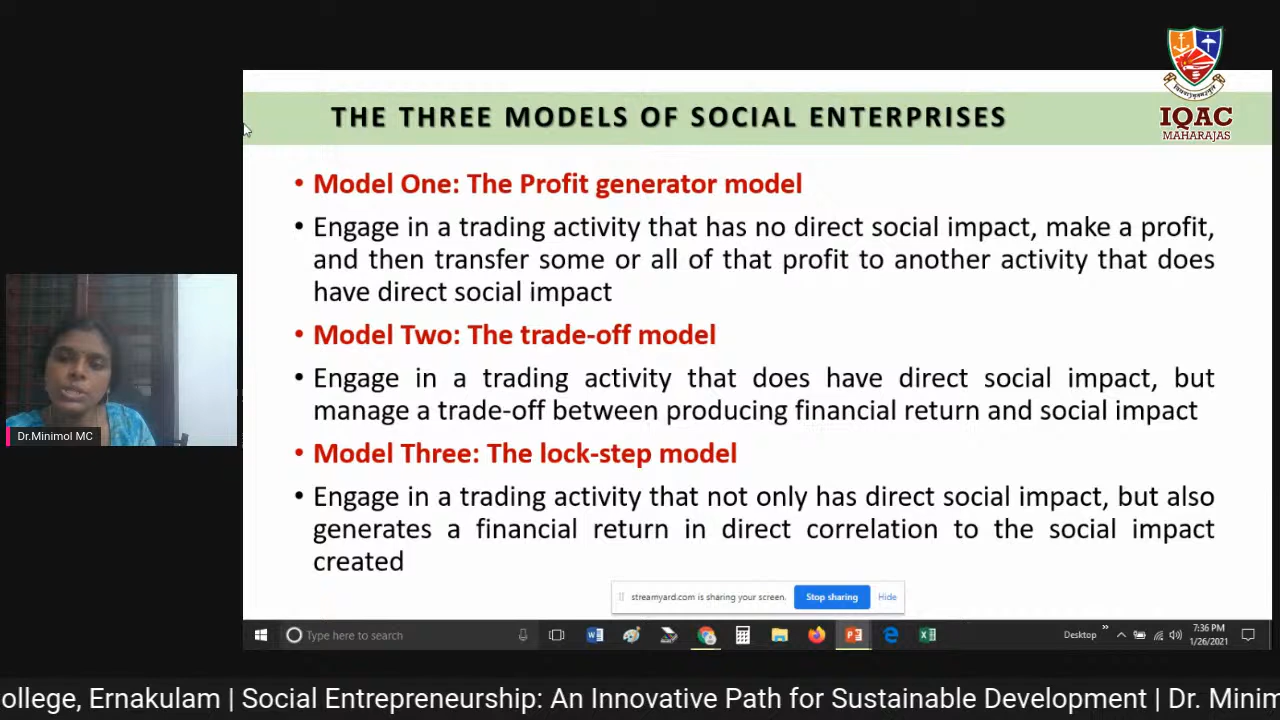 IQAC
MAHARAJAS
THE THREE MODELS OF SOCIAL ENTERPRISES
• Model One: The Profit generator model
• Engage in a trading activity that has no direct social impact, make a profit,
and then transfer some or all of that profit to another activity that does
have direct social impact
• Model Two: The trade-off model
• Engage in a trading activity that does have direct social impact, but
manage a trade-off between producing financial return and social impact
• Model Three: The lock-step model
• Engage in a trading activity that not only has direct social impact, but also
generates a financial return in direct correlation to the social impact
created
Dr.Minimol MC
streamyard.com is sharing your screen.
Stop sharing
Hide
Type here to search
Desktop
7:36 PM
1/26/2021
ollege, Ernakulam | Social Entrepreneurship: An Innovative Path for Sustainable Development | Dr. Minim